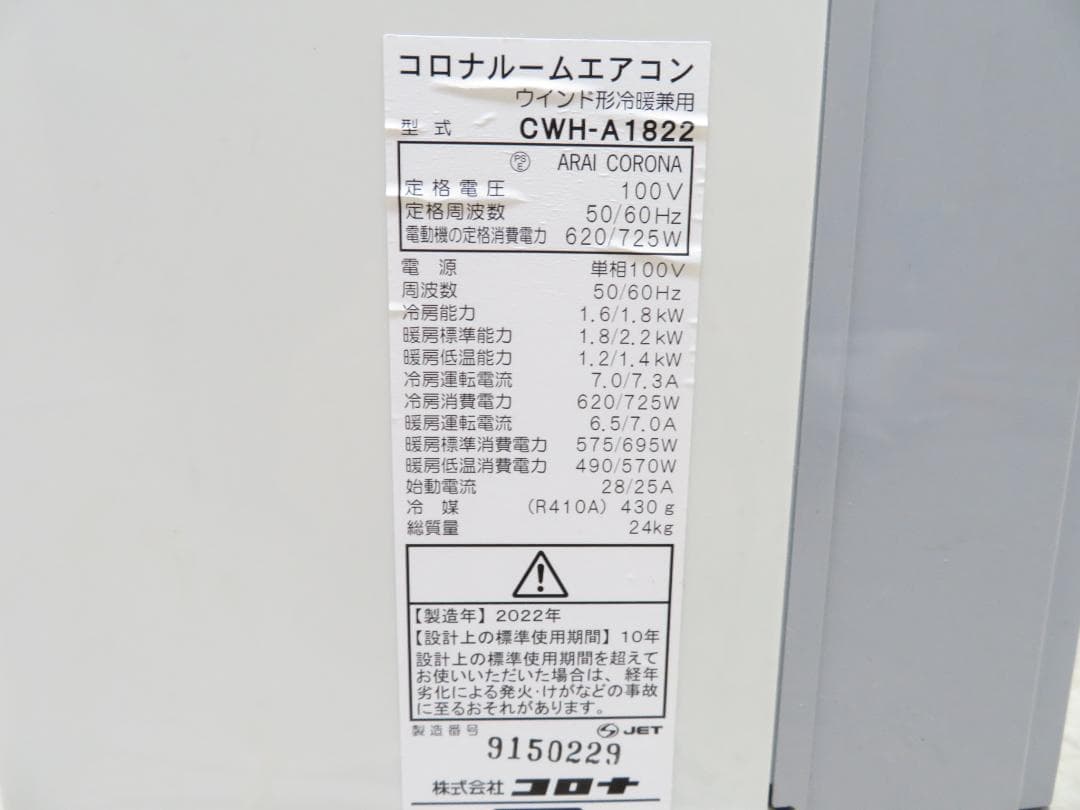 コロナルームエアコン
ウインド形冷暖兼用
型式 CWH-A1822
PSE ARAI CORONA
定格電圧 100V
定格周波数 50/60Hz
電動機の定格消費電力 620/725W
電源 単相100V
周波数 50/60Hz
冷房能力 1.6/1.8kW
暖房標準能力 1.8/2.2kW
暖房低温能力 1.2/1.4kW
冷房運転電流 7.0/7.3A
冷房消費電力 620/725W
暖房運転電流 6.5/7.0A
暖房標準消費電力 575/695W
暖房低温消費電力 490/570W
始動電流 28/25A
冷媒 (R410A) 430g
総質量 24kg
【製造年】2022年
【設計上の標準使用期間】10年
設計上の標準使用期間を超えて
お使いいただいた場合は、経年
劣化による発火・けがなどの事故
に至るおそれがあります。
製造番号 JET
9150229
株式会社コロナ